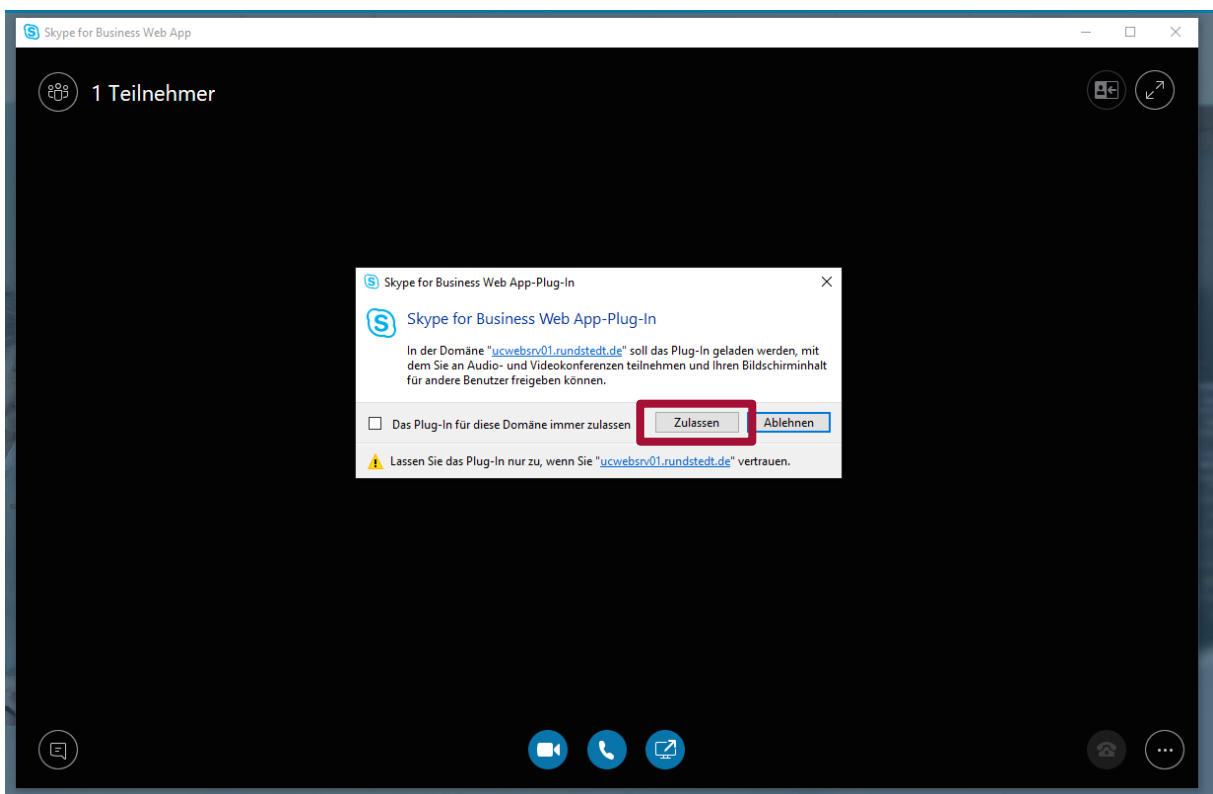 Skype for Business Web App
1 Teilnehmer
Skype for Business Web App-Plug-In
Skype for Business Web App-Plug-In
In der Domäne "ucwebsrv01.rundstedt.de" soll das Plug-In geladen werden, mit
dem Sie an Audio- und Videokonferenzen teilnehmen und Ihren Bildschirminhalt
für andere Benutzer freigeben können.
Das Plug-In für diese Domäne immer zulassen
Zulassen
Ablehnen
Lassen Sie das Plug-In nur zu, wenn Sie "ucwebsrv01.rundstedt.de" vertrauen.